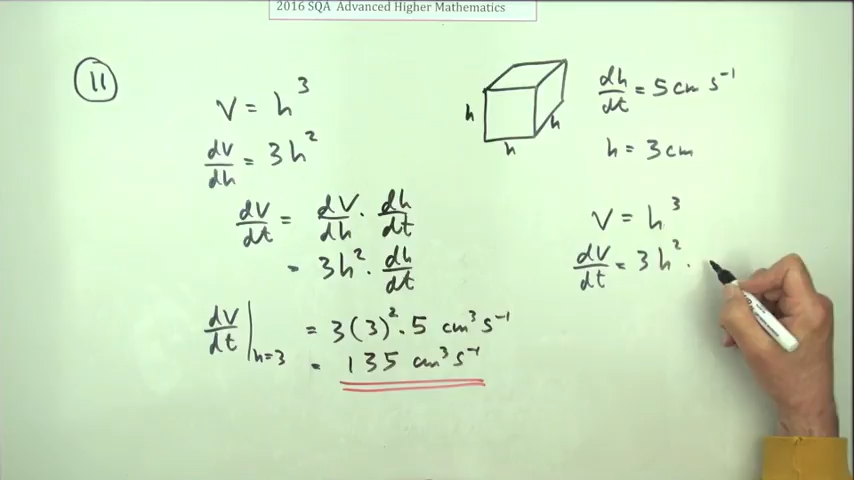 2016 SQA Advanced Higher Mathematics
11
V = h³
dV/dh = 3h²
dV/dt = dV/dh · dh/dt
= 3h² · dh/dt
dV/dt |h=3 = 3(3)² · 5 cm³ s⁻¹
= 135 cm³ s⁻¹
h
h
h
dh/dt = 5 cm s⁻¹
h = 3 cm
V = h³
dV/dt = 3h² ·